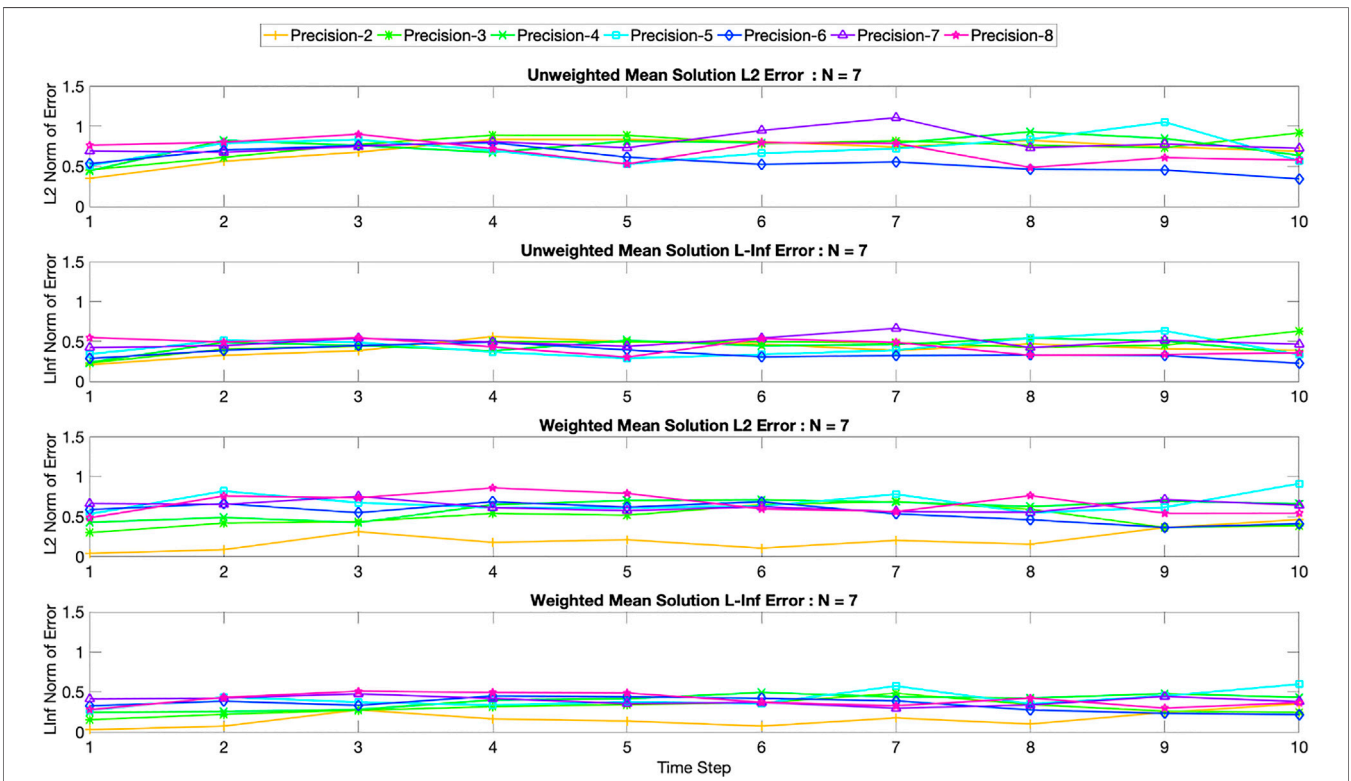 Precision-2 Precision-3 Precision-4 Precision-5 Precision-6 Precision-7 Precision-8
Unweighted Mean Solution L2 Error : N = 7
L2 Norm of Error
1.5
1
0.5
0
1 2 3 4 5 6 7 8 9 10
Unweighted Mean Solution L-Inf Error : N = 7
LInf Norm of Error
1.5
1
0.5
0
1 2 3 4 5 6 7 8 9 10
Weighted Mean Solution L2 Error : N = 7
L2 Norm of Error
1.5
1
0.5
0
1 2 3 4 5 6 7 8 9 10
Weighted Mean Solution L-Inf Error : N = 7
LInf Norm of Error
1.5
1
0.5
0
1 2 3 4 5 6 7 8 9 10
Time Step